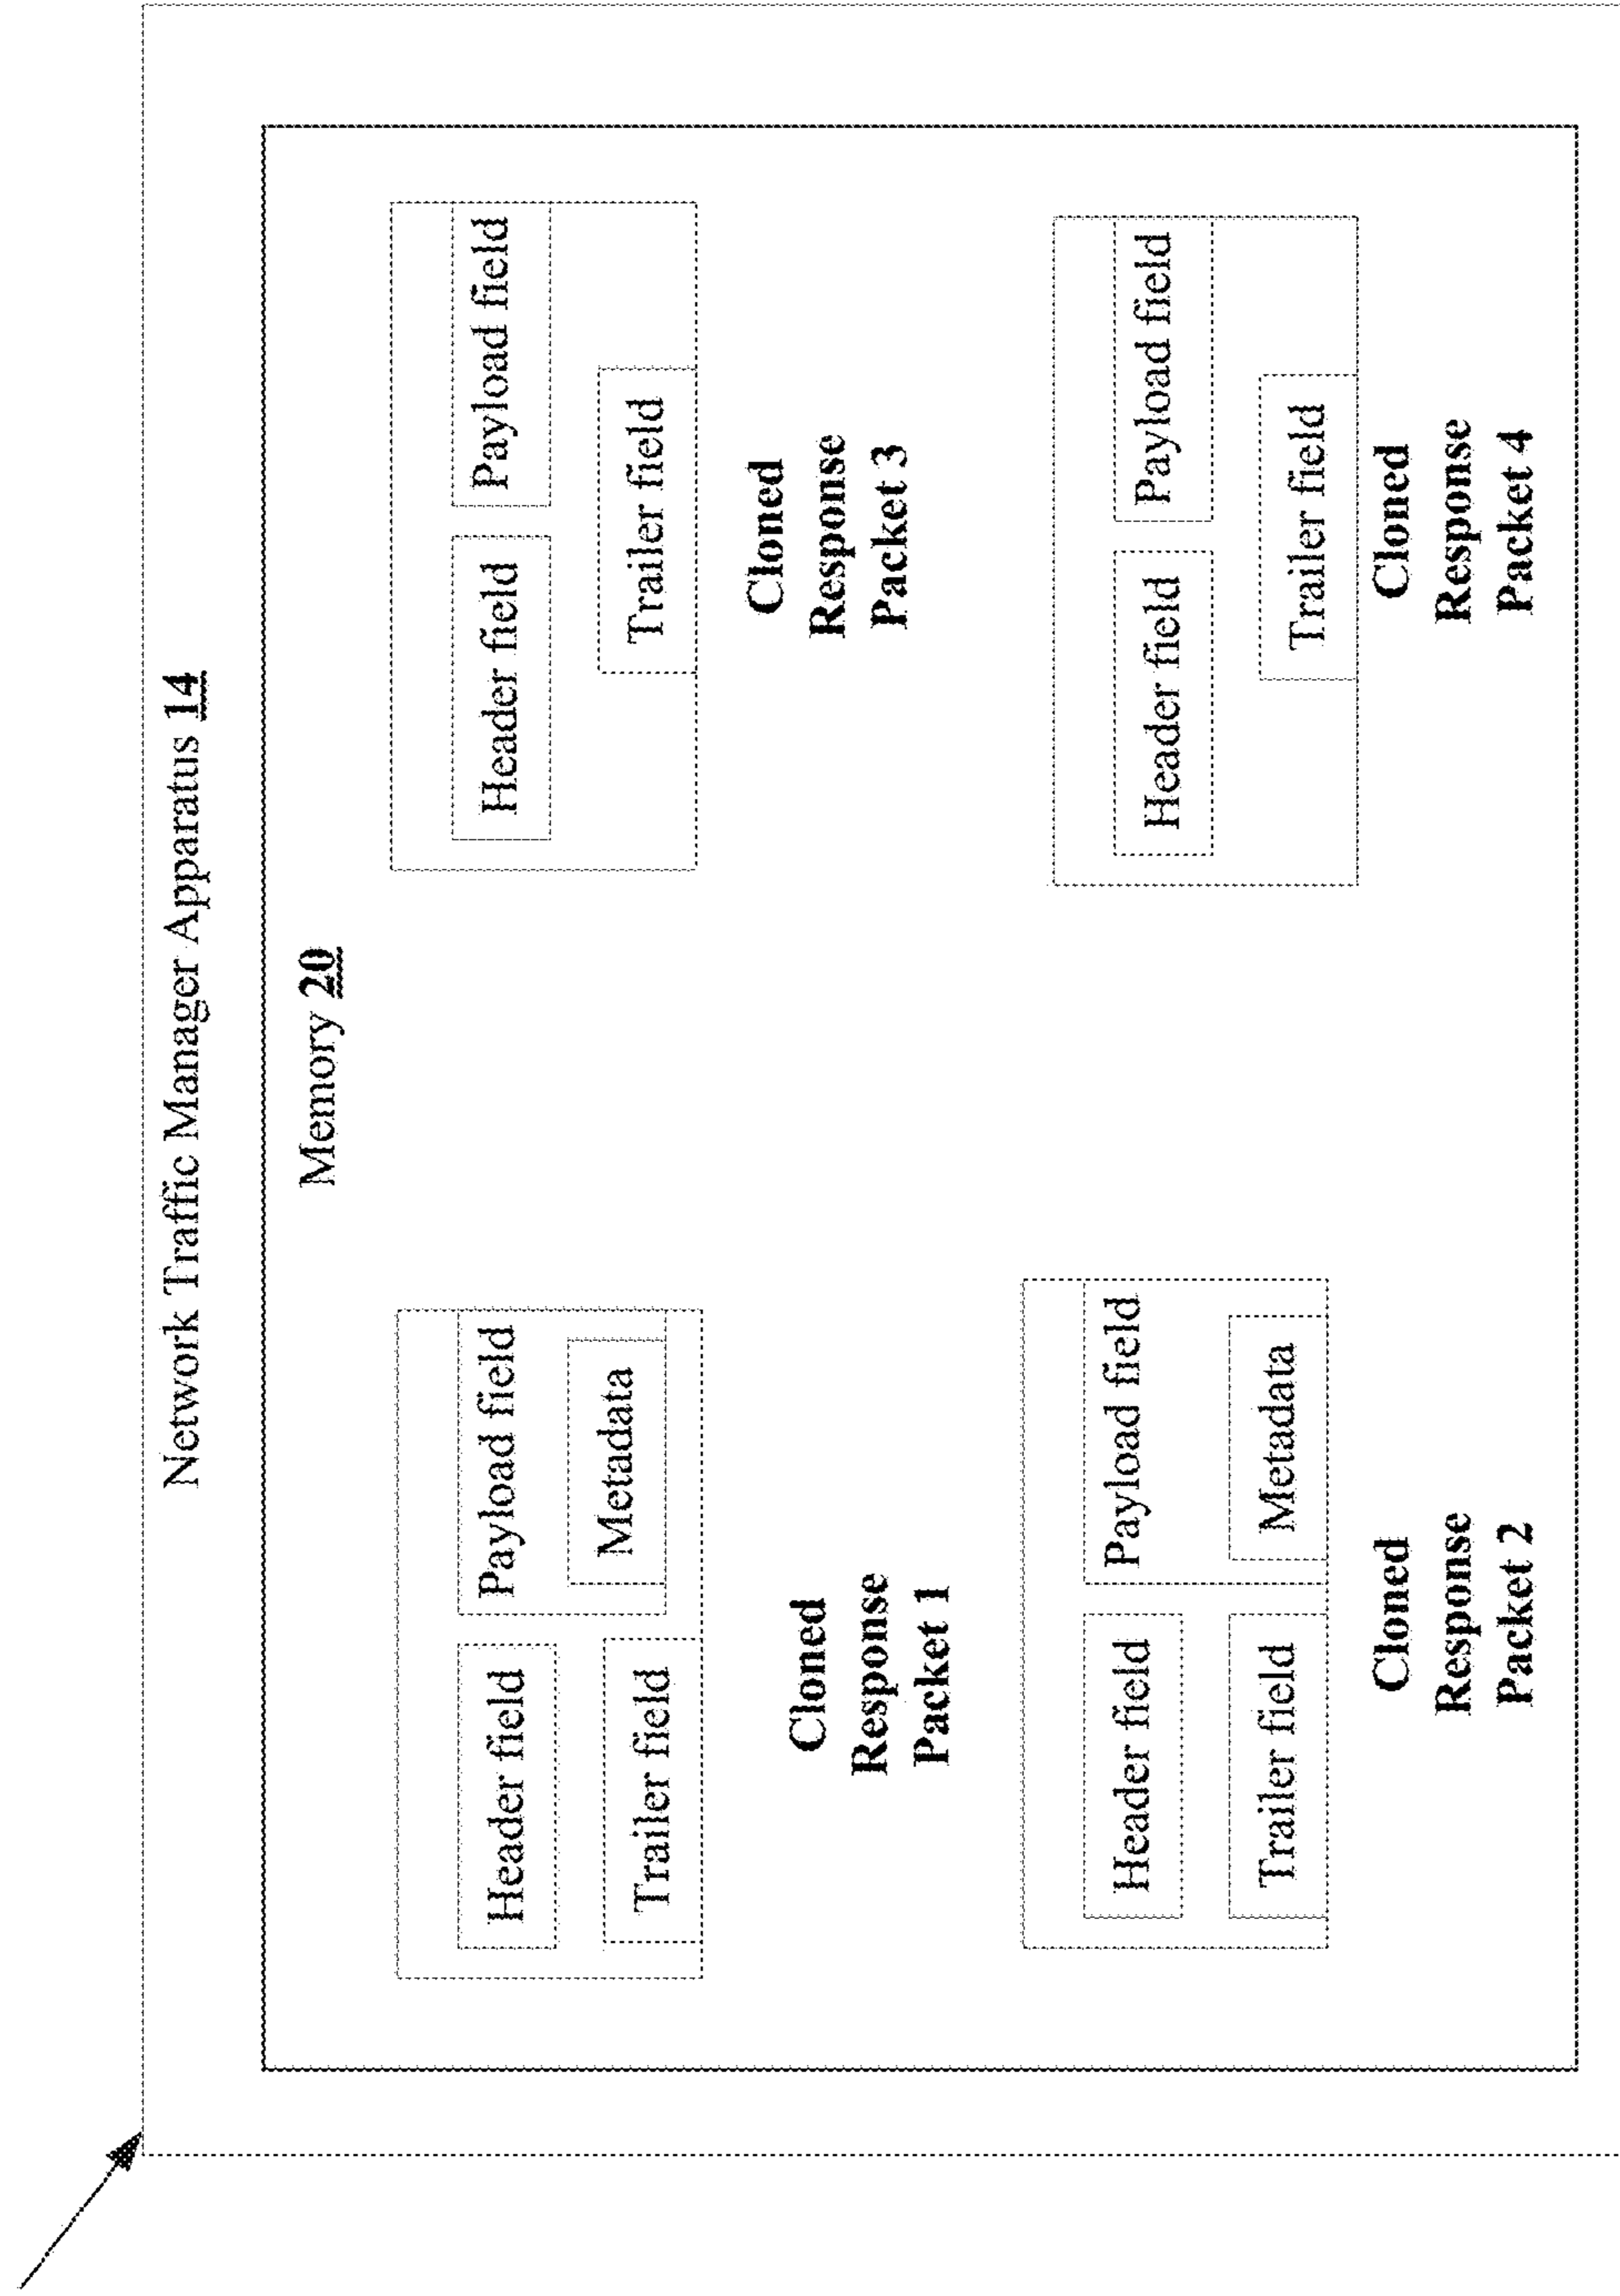 Network Traffic Manager Apparatus 14
Memory 20
Header field
Payload field
Trailer field
Metadata
Cloned
Response
Packet 1
Header field
Payload field
Trailer field
Cloned
Response
Packet 3
Header field
Payload field
Trailer field
Metadata
Cloned
Response
Packet 2
Header field
Payload field
Trailer field
Cloned
Response
Packet 4